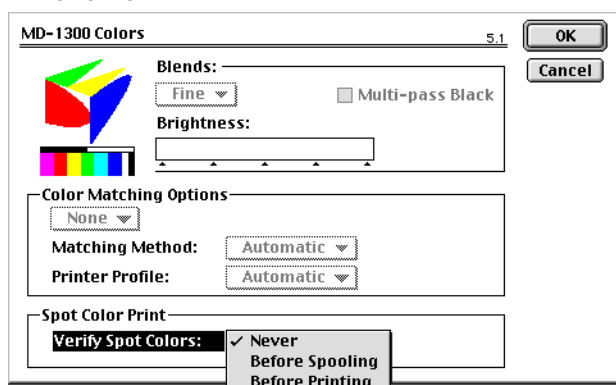 MD-1300 Colors
5.1
OK
Cancel
Blends:
Fine
Multi-pass Black
Brightness:
Color Matching Options
None
Matching Method: Automatic
Printer Profile: Automatic
Spot Color Print
Verify Spot Colors: ✓ Never
Before Spooling
Before Printing